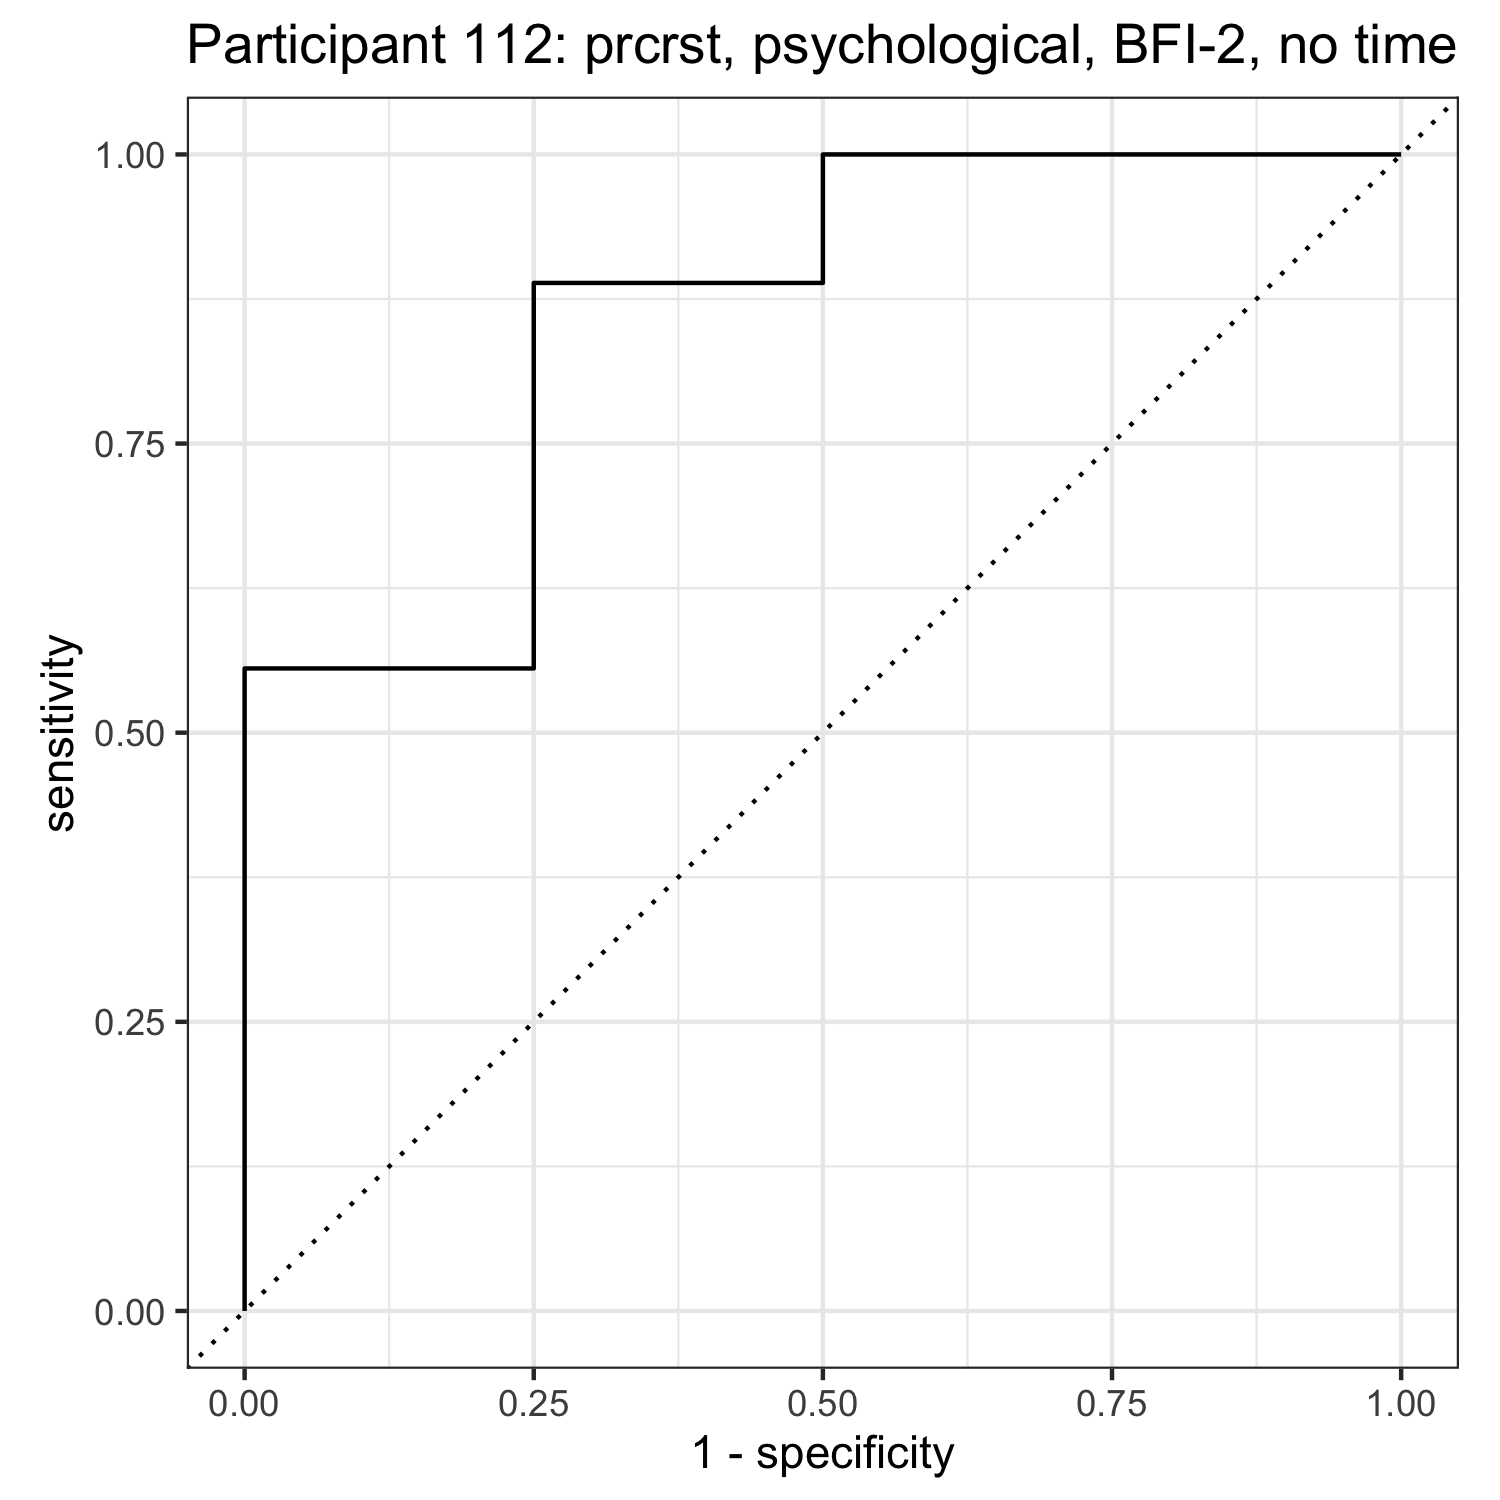 Participant 112: prcrst, psychological, BFI-2, no time
1.00
0.75
0.50
0.25
0.00
sensitivity
0.00 0.25 0.50 0.75 1.00
1 - specificity